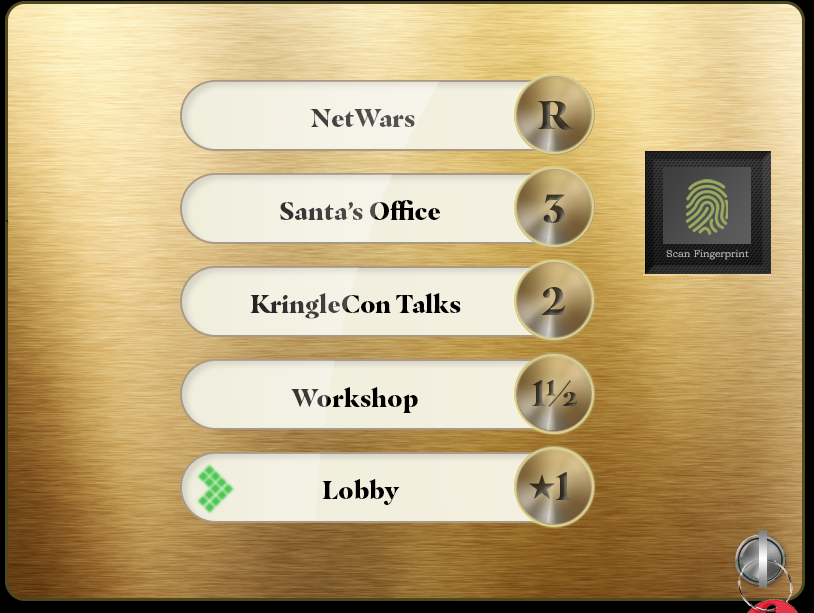 NetWars R
Santa's Office 3
KringleCon Talks 2
Workshop 1½
Lobby ★1
Scan Fingerprint